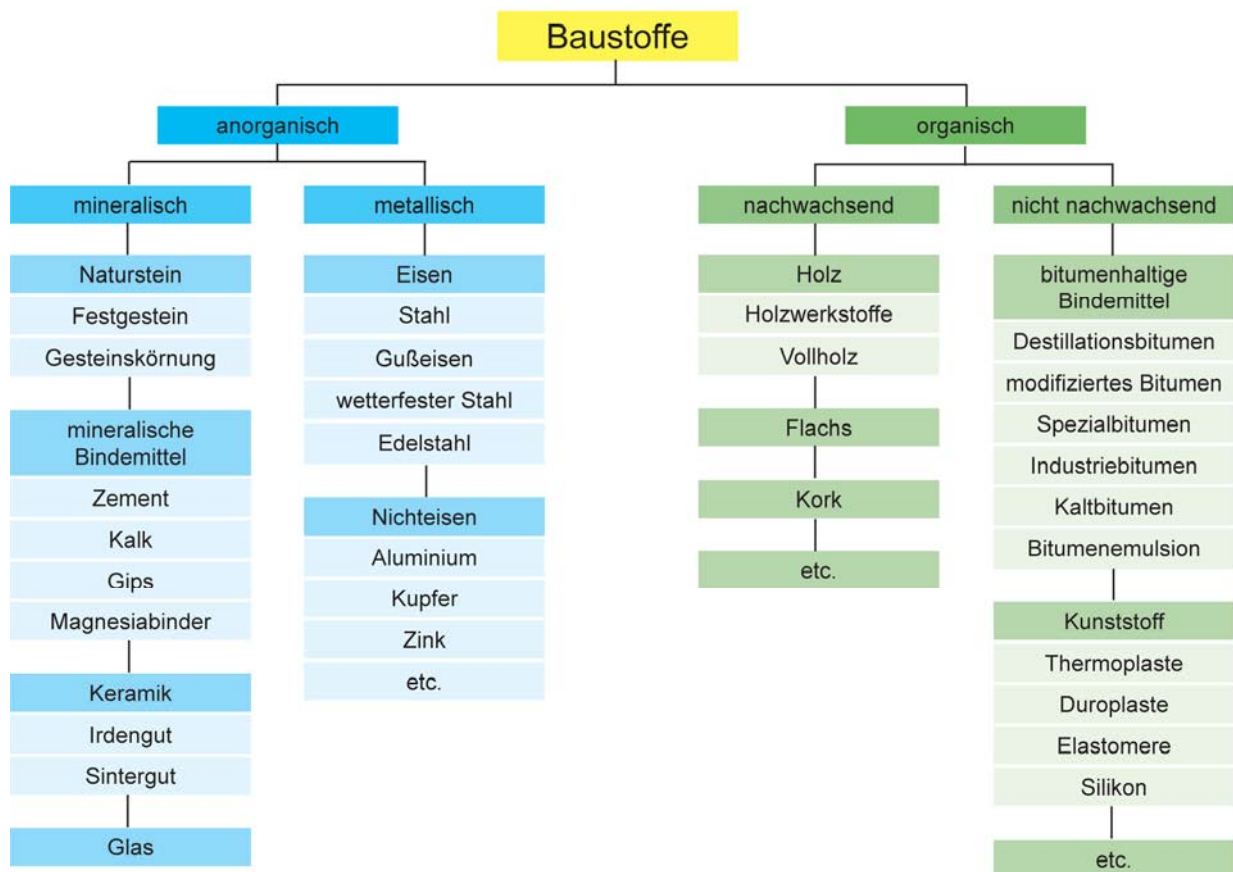 Baustoffe
anorganisch
organisch
mineralisch
metallisch
nachwachsend
nicht nachwachsend
Naturstein
Festgestein
Gesteinskörnung
mineralische
Bindemittel
Zement
Kalk
Gips
Magnesiabinder
Keramik
Irdengut
Sintergut
Glas
Eisen
Stahl
Gußeisen
wetterfester Stahl
Edelstahl
Nichteisen
Aluminium
Kupfer
Zink
etc.
Holz
Holzwerkstoffe
Vollholz
Flachs
Kork
etc.
bitumenhaltige
Bindemittel
Destillationsbitumen
modifiziertes Bitumen
Spezialbitumen
Industriebitumen
Kaltbitumen
Bitumenemulsion
Kunststoff
Thermoplaste
Duroplaste
Elastomere
Silikon
etc.